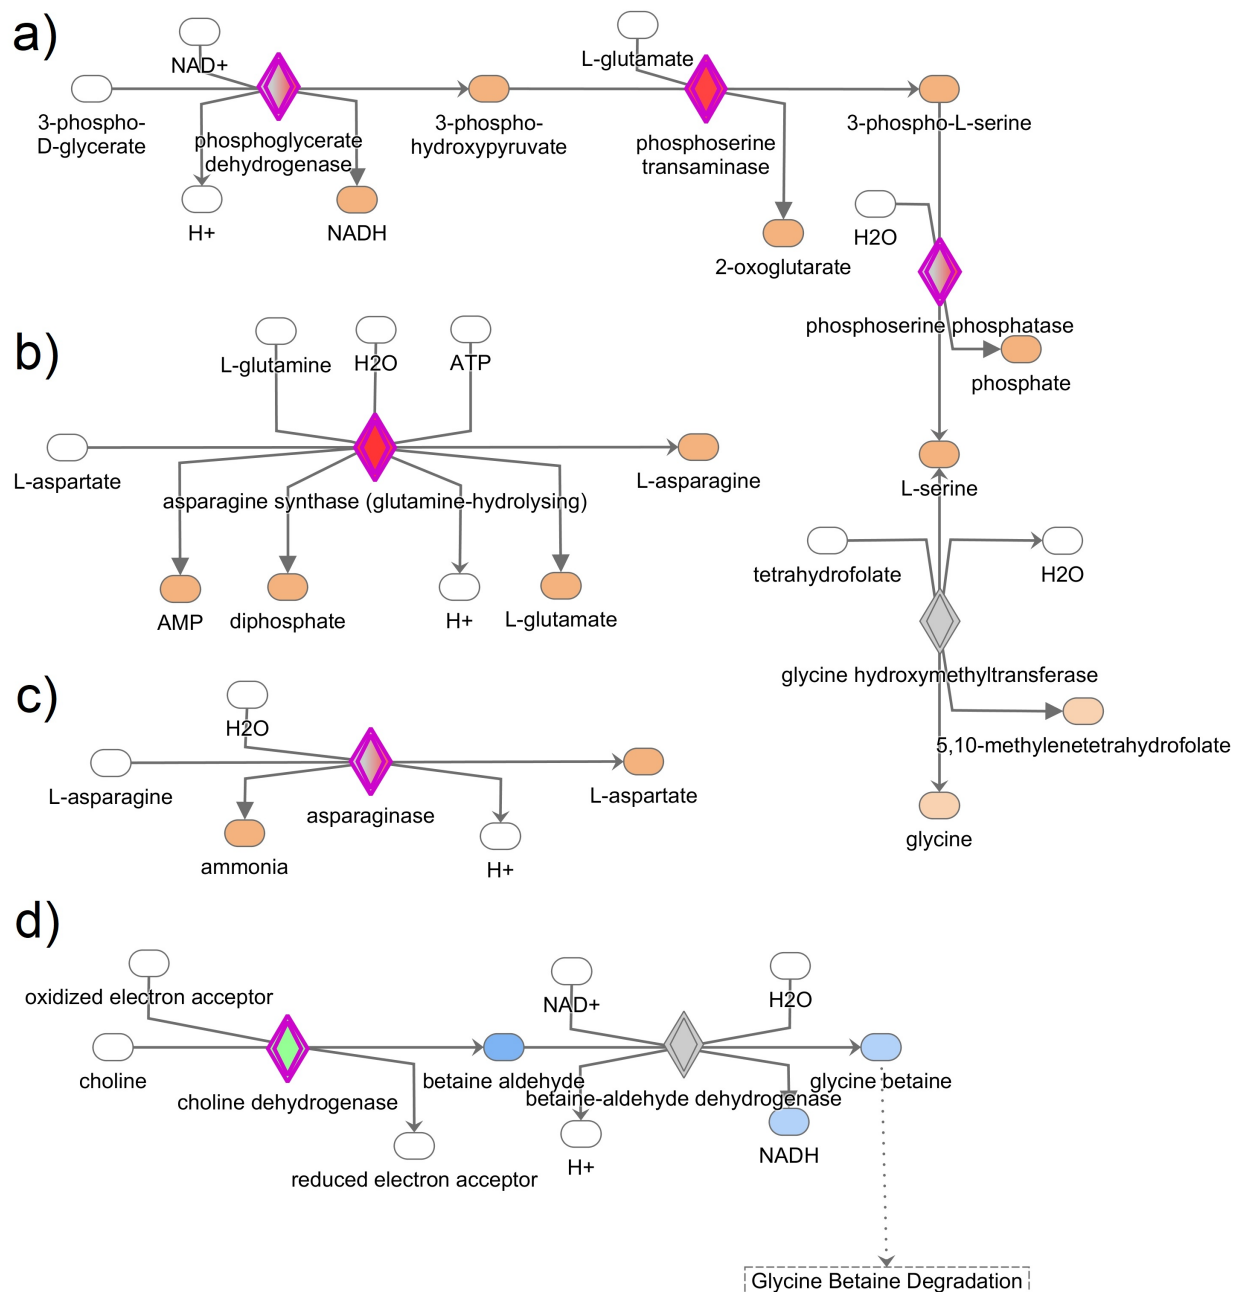 a)
NAD+
L-glutamate
3-phospho-
D-glycerate
phosphoglycerate
dehydrogenase
3-phospho-
hydroxypyruvate
phosphoserine
transaminase
3-phospho-L-serine
H+
NADH
2-oxoglutarate
H2O
phosphoserine phosphatase
phosphate
L-serine
tetrahydrofolate
H2O
glycine hydroxymethyltransferase
5,10-methylenetetrahydrofolate
glycine
b)
L-glutamine
H2O
ATP
L-aspartate
asparagine synthase (glutamine-hydrolysing)
L-asparagine
AMP
diphosphate
H+
L-glutamate
c)
H2O
L-asparagine
asparaginase
L-aspartate
ammonia
H+
d)
oxidized electron acceptor
NAD+
H2O
choline
choline dehydrogenase
betaine aldehyde
betaine-aldehyde dehydrogenase
glycine betaine
reduced electron acceptor
H+
NADH
Glycine Betaine Degradation